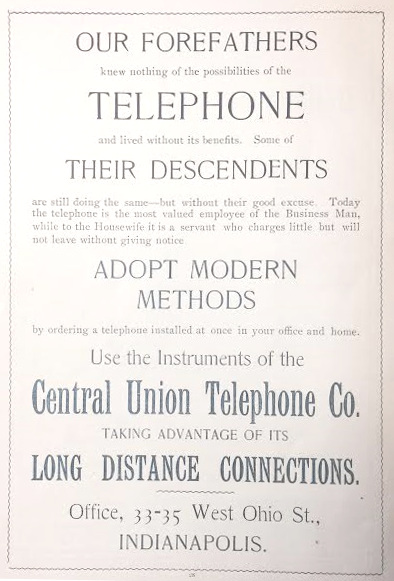 OUR FOREFATHERS
knew nothing of the possibilities of the
TELEPHONE
and lived without its benefits. Some of
THEIR DESCENDENTS
are still doing the same—but without their good excuse. Today
the telephone is the most valued employee of the Business Man,
while to the Housewife it is a servant who charges little but will
not leave without giving notice
ADOPT MODERN
METHODS
by ordering a telephone installed at once in your office and home.
Use the Instruments of the
Central Union Telephone Co.
TAKING ADVANTAGE OF ITS
LONG DISTANCE CONNECTIONS.
Office, 33-35 West Ohio St.,
INDIANAPOLIS.